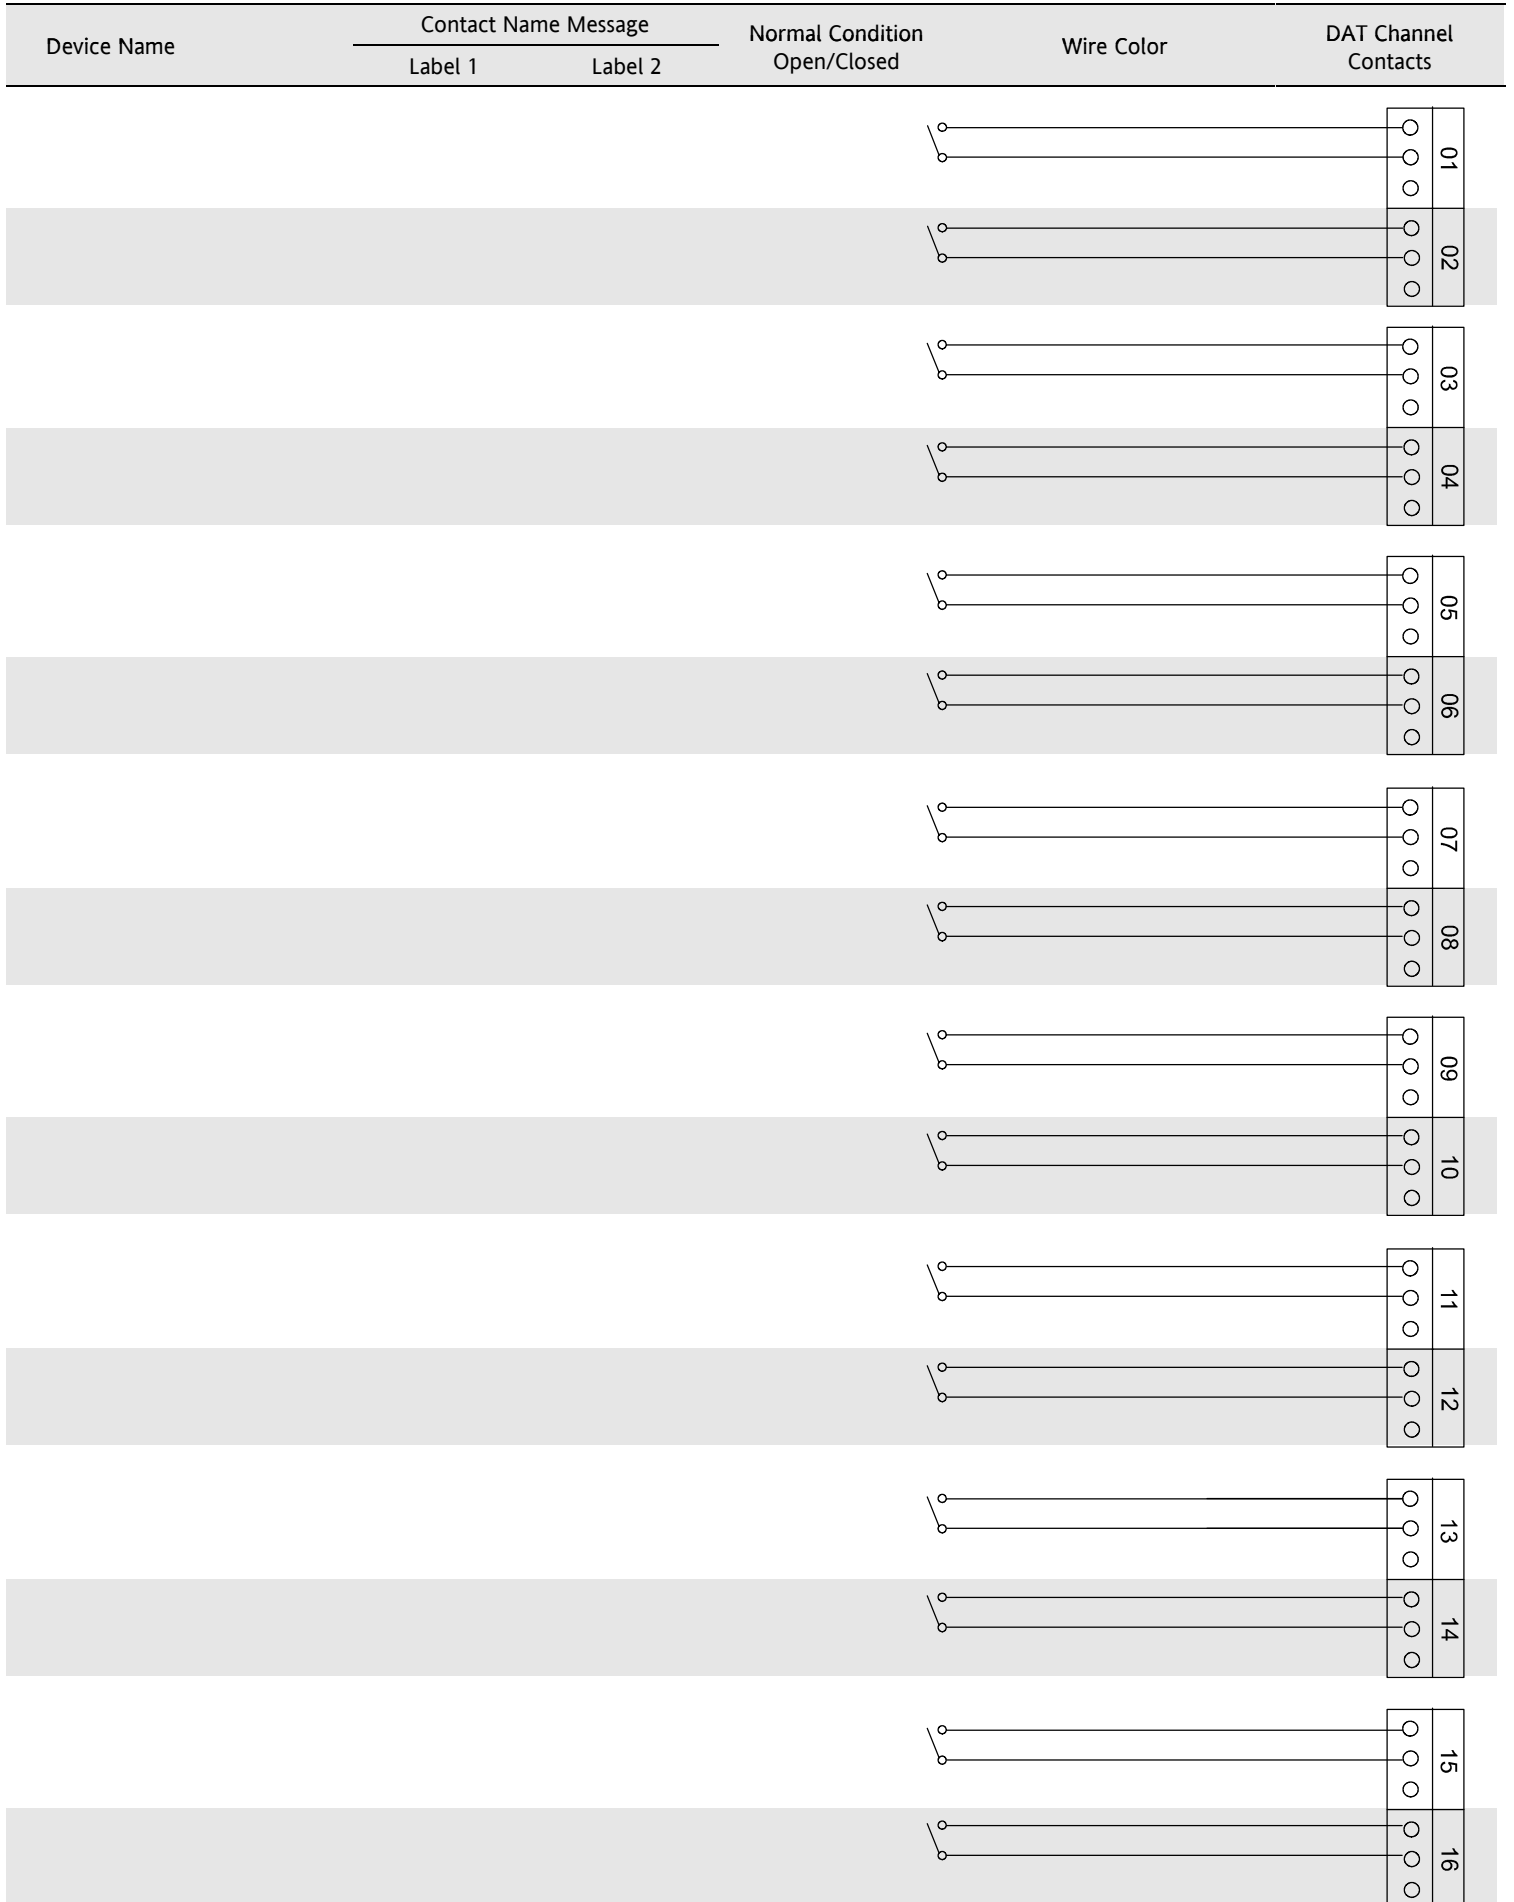 Device Name
Contact Name Message
Label 1
Label 2
Normal Condition
Open/Closed
Wire Color
DAT Channel
Contacts
01
02
03
04
05
06
07
08
09
10
11
12
13
14
15
16